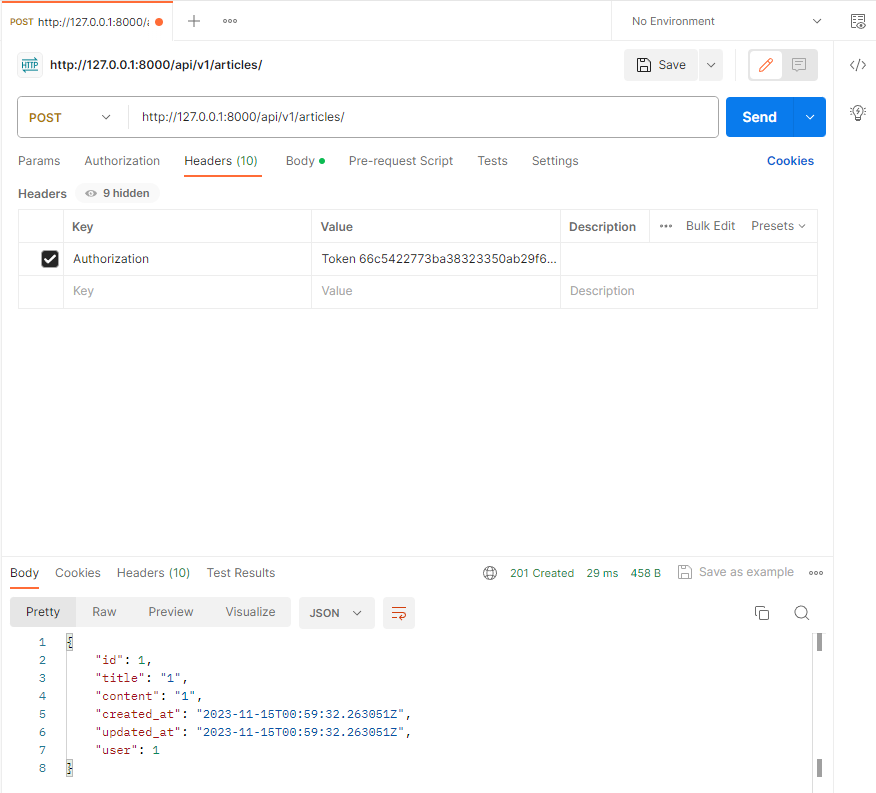 POST http://127.0.0.1:8000/a
No Environment
HTTP http://127.0.0.1:8000/api/v1/articles/
Save
POST http://127.0.0.1:8000/api/v1/articles/ Send
Params Authorization Headers (10) Body Pre-request Script Tests Settings Cookies
Headers 9 hidden
Key Value Description Bulk Edit Presets
Authorization Token 66c5422773ba38323350ab29f6...
Key Value Description
Body Cookies Headers (10) Test Results 201 Created 29 ms 458 B Save as example
Pretty Raw Preview Visualize JSON
1 {
2 "id": 1,
3 "title": "1",
4 "content": "1",
5 "created_at": "2023-11-15T00:59:32.263051Z",
6 "updated_at": "2023-11-15T00:59:32.263051Z",
7 "user": 1
8 }